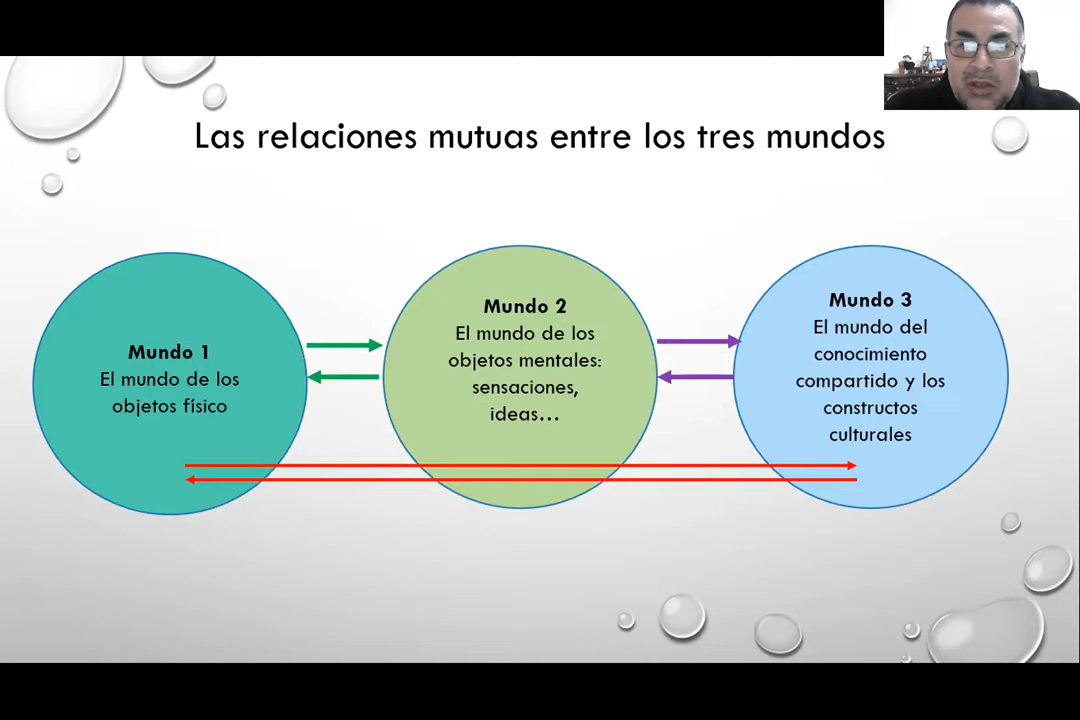 Las relaciones mutuas entre los tres mundos
Mundo 1
El mundo de los
objetos físico
Mundo 2
El mundo de los
objetos mentales:
sensaciones,
ideas…
Mundo 3
El mundo del
conocimiento
compartido y los
constructos
culturales